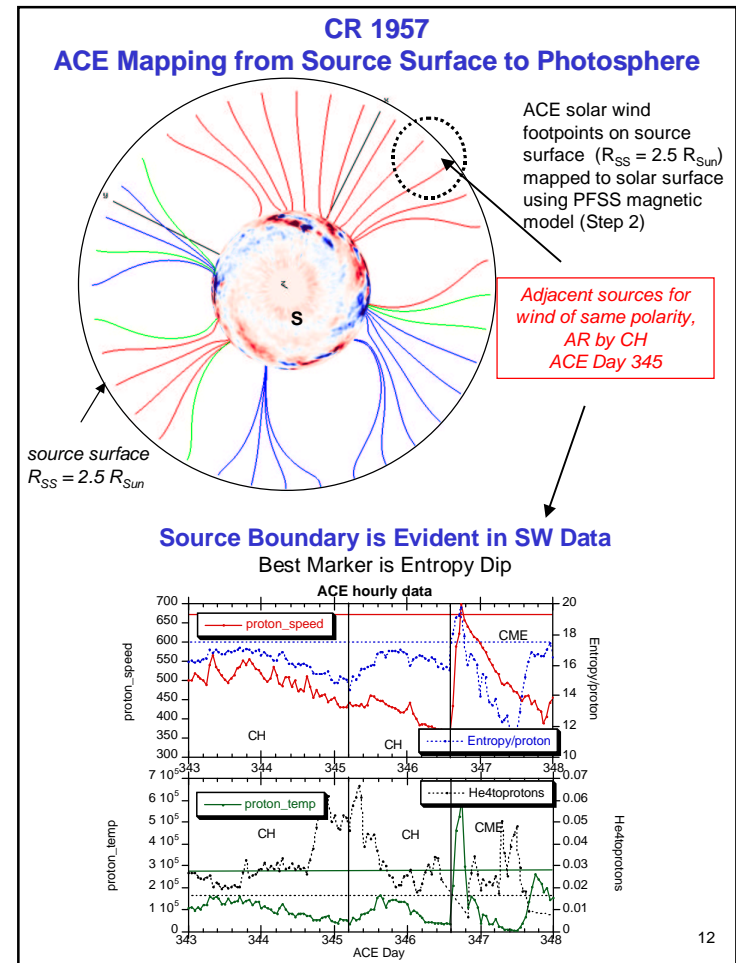 CR 1957
ACE Mapping from Source Surface to Photosphere
ACE solar wind
footpoints on source
surface (R_SS = 2.5 R_Sun)
mapped to solar surface
using PFSS magnetic
model (Step 2)
S
Adjacent sources for
wind of same polarity,
AR by CH
ACE Day 345
source surface
R_SS = 2.5 R_Sun
Source Boundary is Evident in SW Data
Best Marker is Entropy Dip
ACE hourly data
proton_speed
700
650
600
550
500
450
400
350
300
proton_speed
CME
CH
CH
Entropy/proton
20
18
16
14
12
10
Entropy/proton
343 344 345 346 347 348
proton_temp
7 10^5
6 10^5
5 10^5
4 10^5
3 10^5
2 10^5
1 10^5
0
proton_temp
He4toprotons
CH
CH
CME
0.07
0.06
0.05
0.04
0.03
0.02
0.01
0
He4toprotons
343 344 345 346 347 348
ACE Day
12